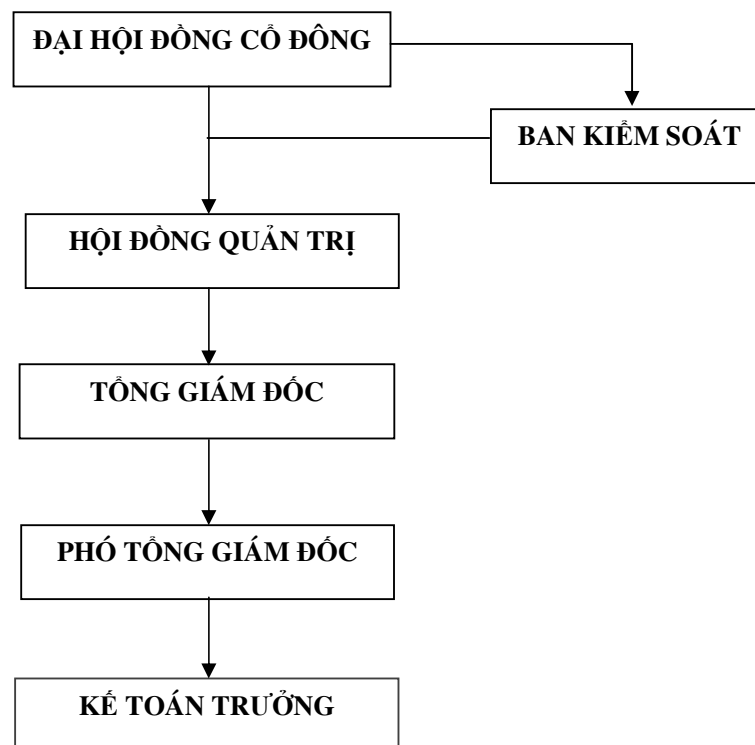 ĐẠI HỘI ĐỒNG CỔ ĐÔNG
BAN KIỂM SOÁT
HỘI ĐỒNG QUẢN TRỊ
TỔNG GIÁM ĐỐC
PHÓ TỔNG GIÁM ĐỐC
KẾ TOÁN TRƯỞNG